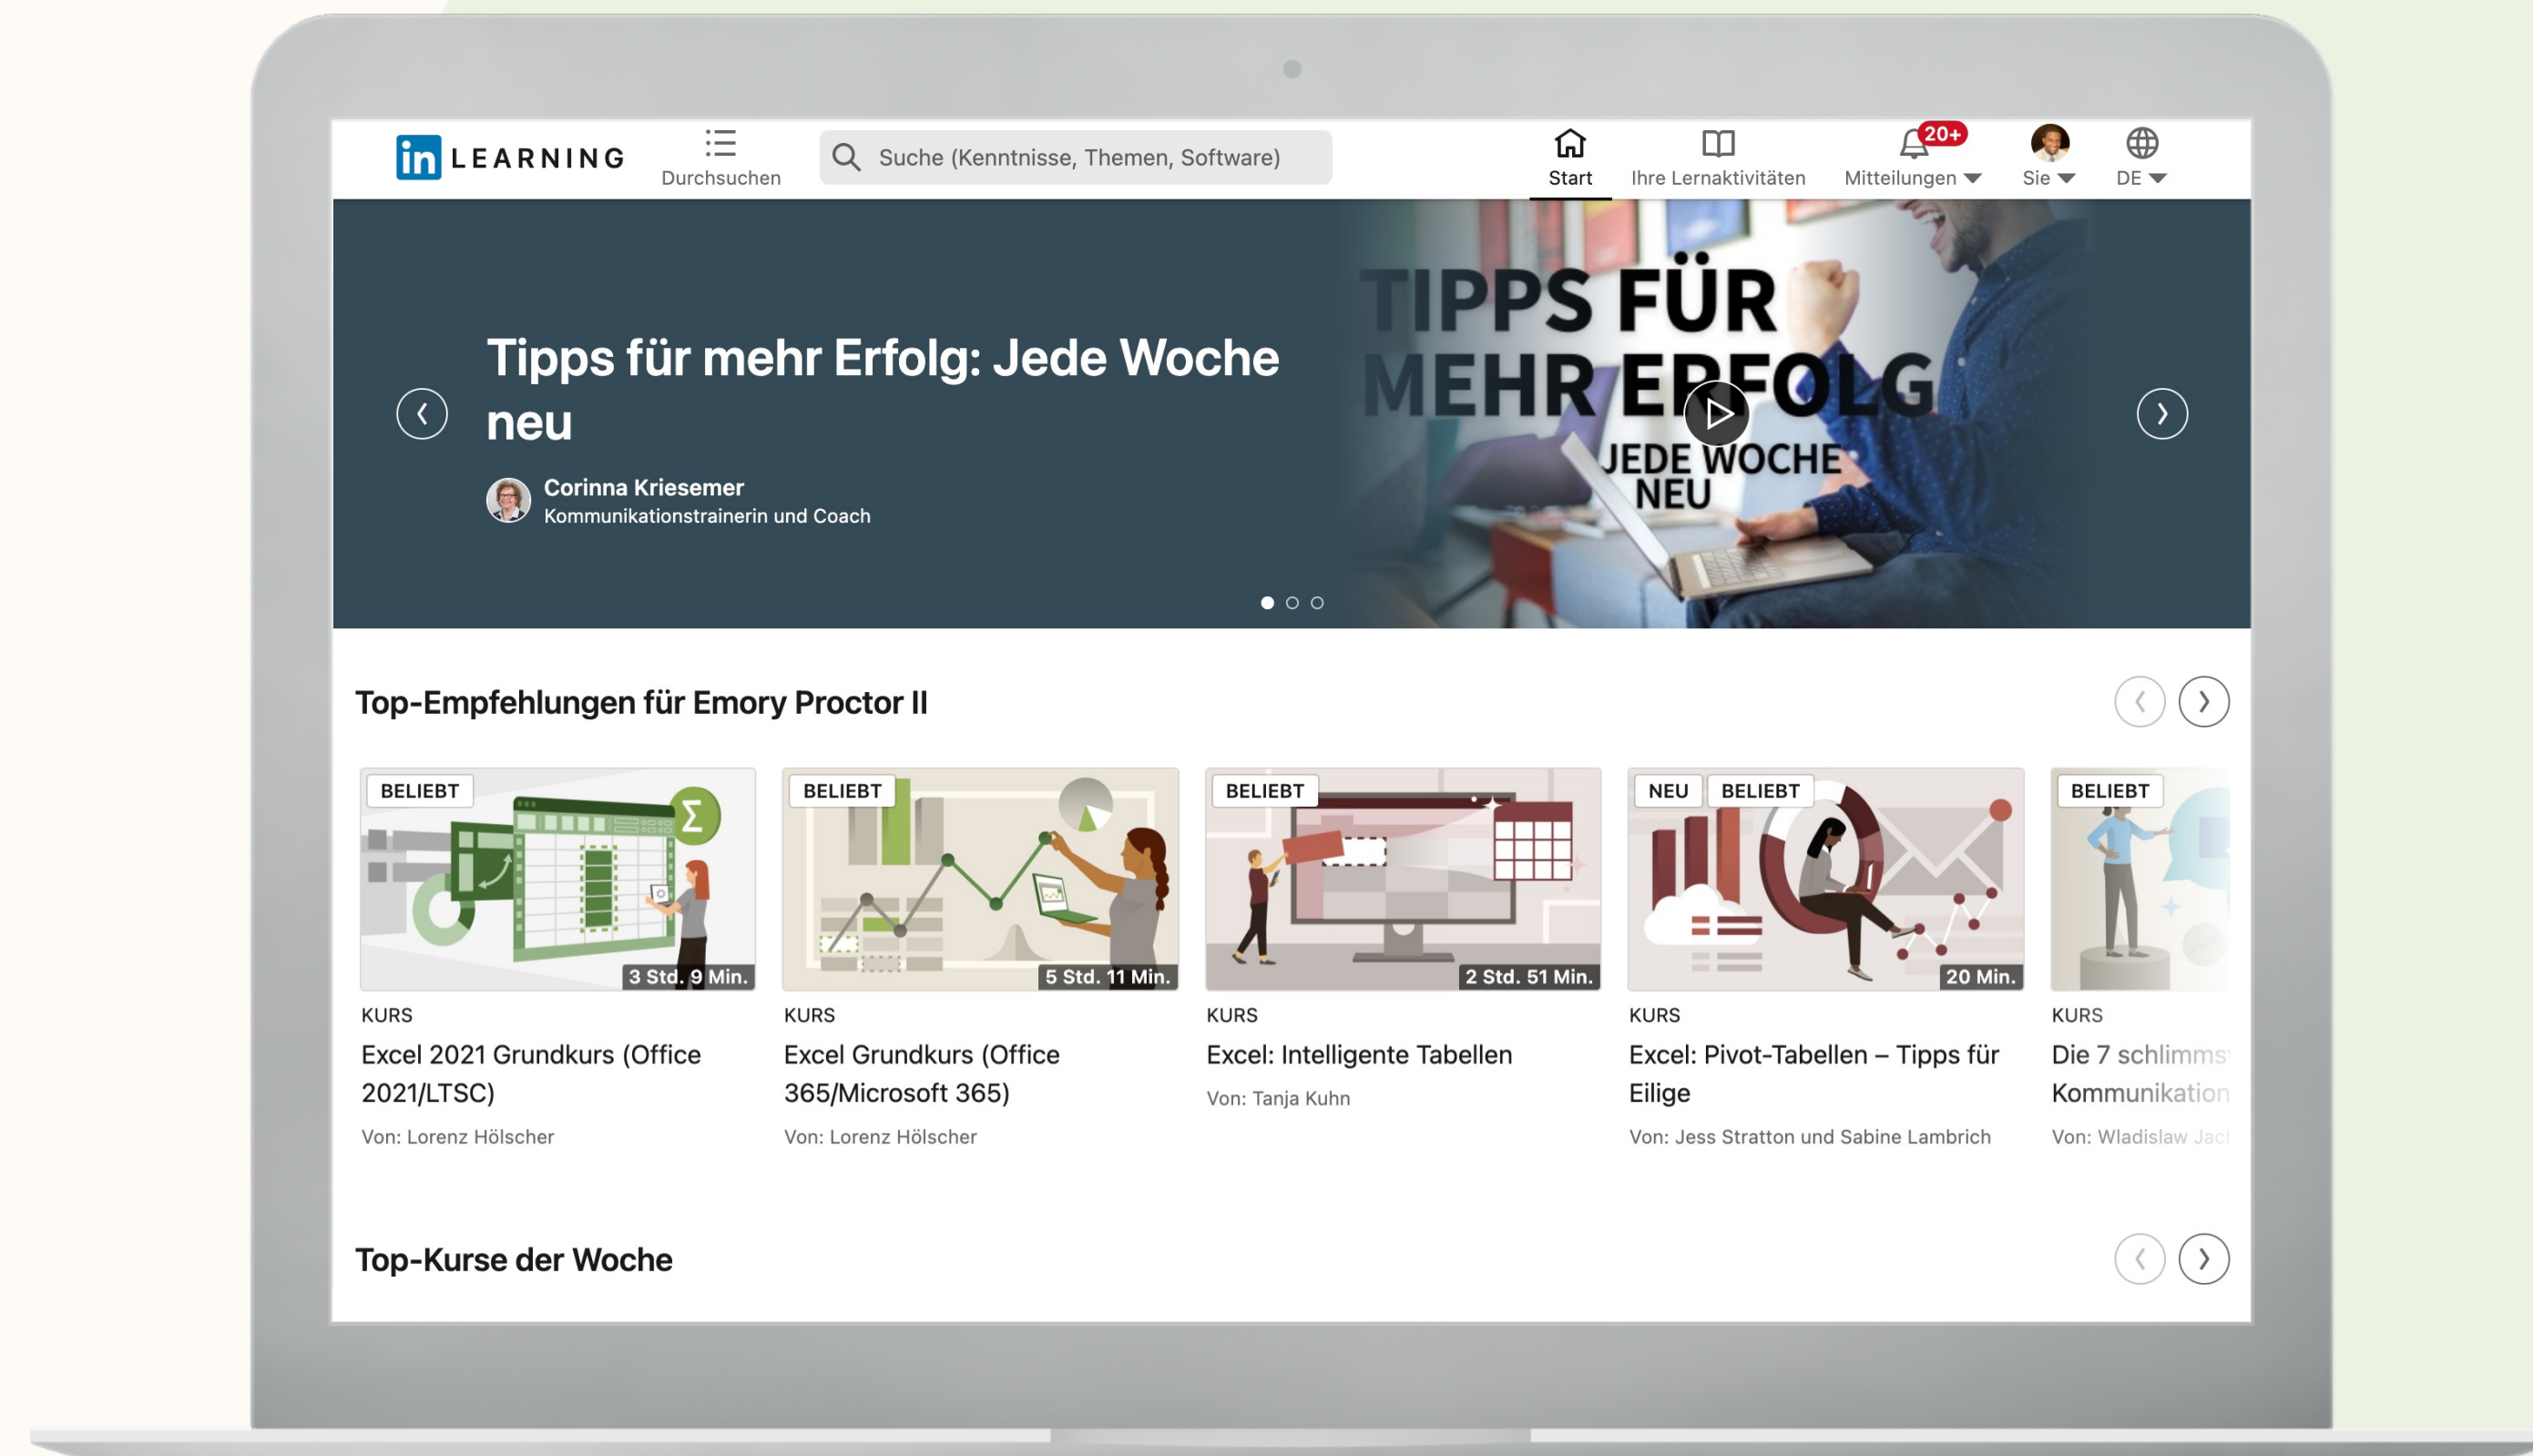 in LEARNING
Durchsuchen
Suche (Kenntnisse, Themen, Software)
Start
Ihre Lernaktivitäten
20+
Mitteilungen
Sie
DE
Tipps für mehr Erfolg: Jede Woche
neu
Corinna Kriesemer
Kommunikationstrainerin und Coach
TIPPS FÜR
MEHR ERFOLG
JEDE WOCHE
NEU
Top-Empfehlungen für Emory Proctor II
BELIEBT
Σ
3 Std. 9 Min.
KURS
Excel 2021 Grundkurs (Office
2021/LTSC)
Von: Lorenz Hölscher
BELIEBT
5 Std. 11 Min.
KURS
Excel Grundkurs (Office
365/Microsoft 365)
Von: Lorenz Hölscher
BELIEBT
2 Std. 51 Min.
KURS
Excel: Intelligente Tabellen
Von: Tanja Kuhn
NEU BELIEBT
20 Min.
KURS
Excel: Pivot-Tabellen – Tipps für
Eilige
Von: Jess Stratton und Sabine Lambrich
BELIEBT
KURS
Die 7
Kommunikation
Von: Wladislaw
Top-Kurse der Woche